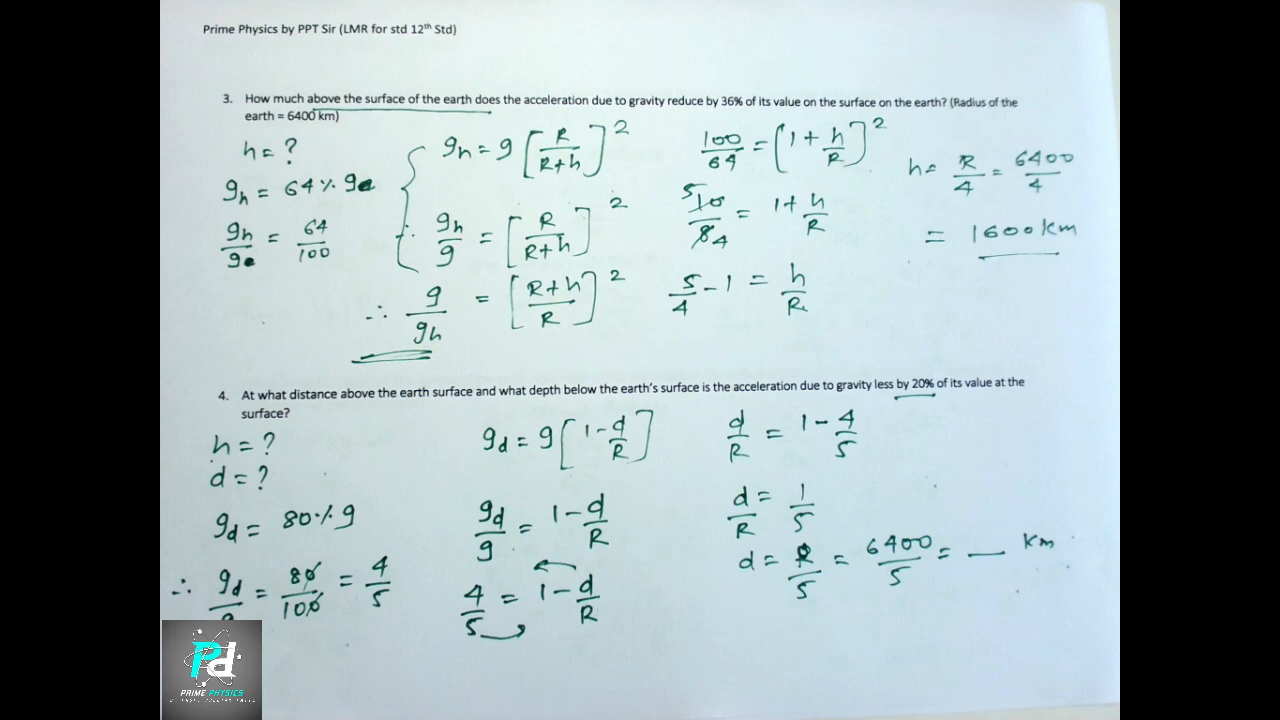 Prime Physics by PPT Sir (LMR for std 12th Std)
3. How much above the surface of the earth does the acceleration due to gravity reduce by 36% of its value on the surface on the earth? (Radius of the
earth = 6400 km)
h = ?
gh = 64% g
gh/g = 64/100
gh = g [R/(R+h)]²
∴ gh/g = [R/(R+h)]²
∴ g/gh = [(R+h)/R]²
100/64 = [1 + h/R]²
5 10/8 4 = 1 + h/R
5/4 - 1 = h/R
h = R/4 = 6400/4
= 1600 km
4. At what distance above the earth surface and what depth below the earth's surface is the acceleration due to gravity less by 20% of its value at the
surface?
h = ?
d = ?
gd = 80% g
∴ gd/g = 80/100 = 4/5
gd = g [1 - d/R]
gd/g = 1 - d/R
4/5 = 1 - d/R
d/R = 1 - 4/5
d/R = 1/5
d = R/5 = 6400/5 = — km
Pd
PRIME PHYSICS